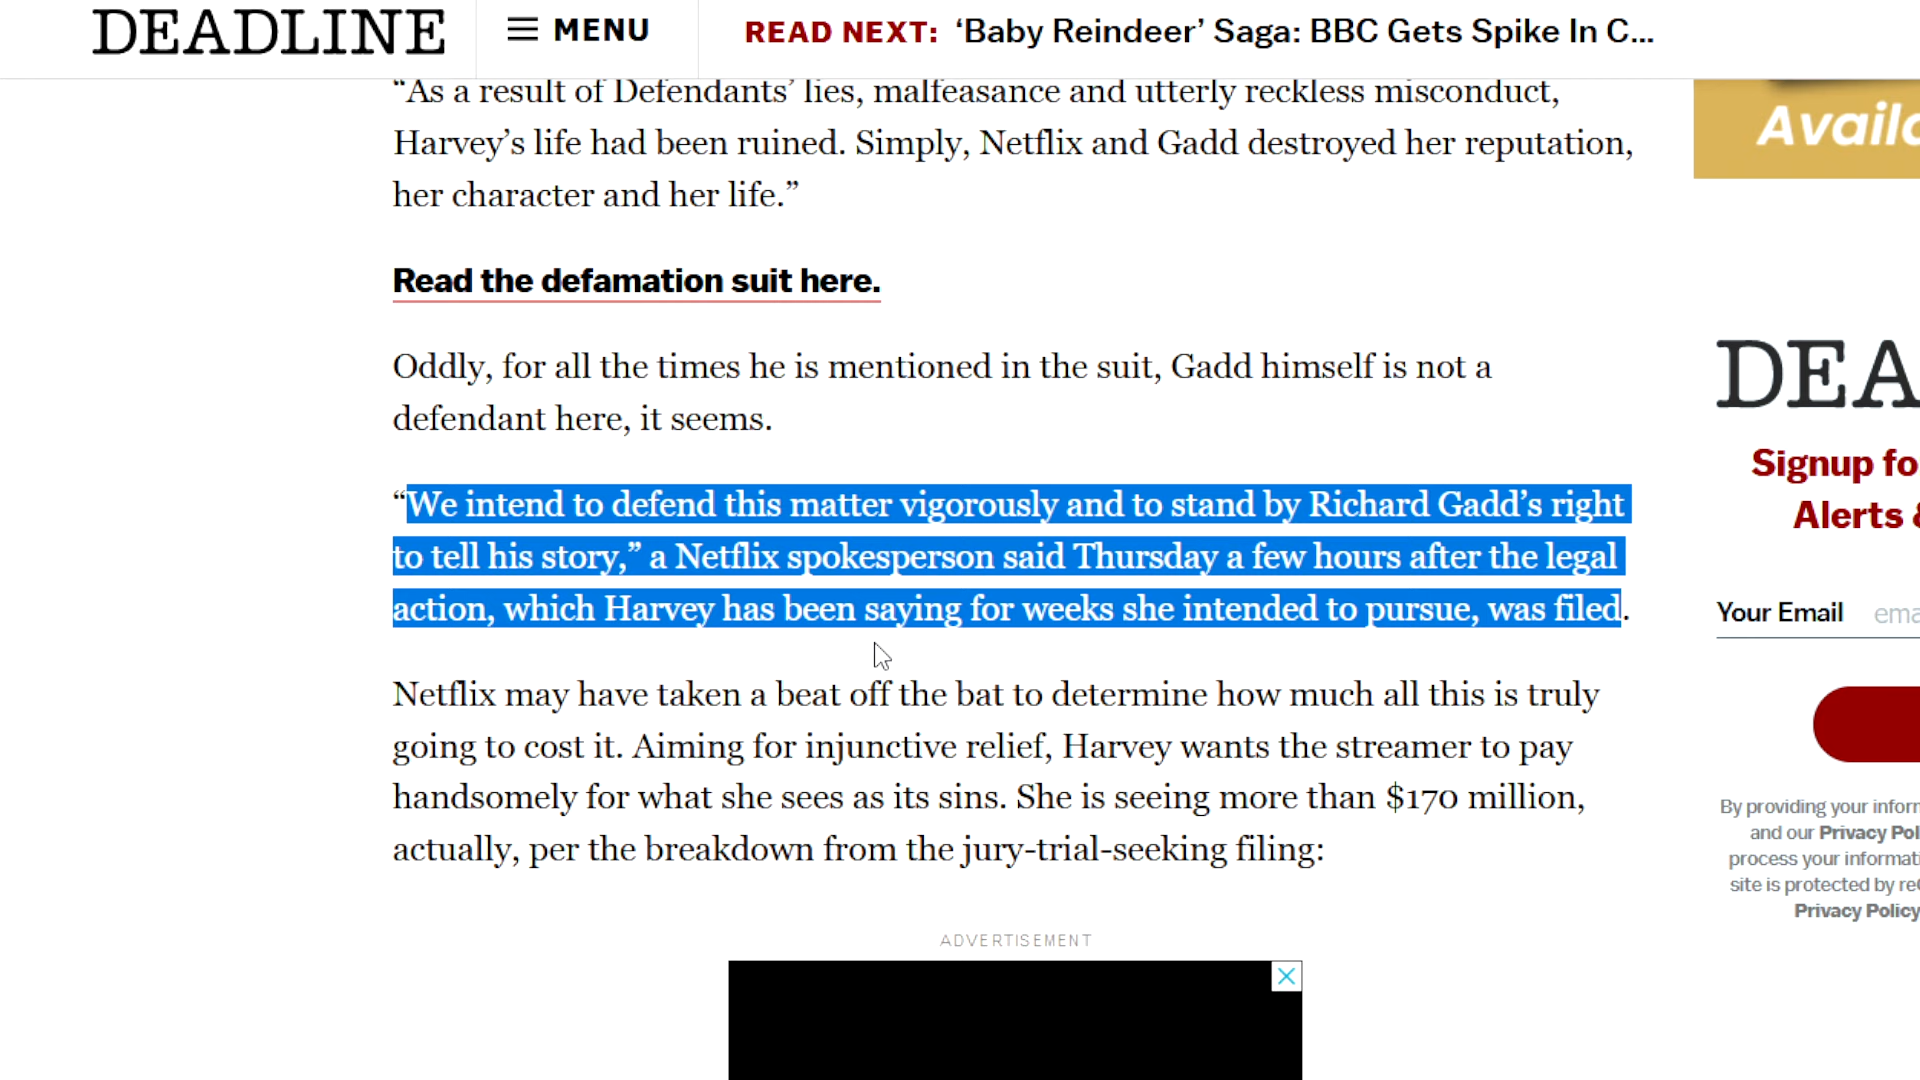 DEADLINE
MENU
READ NEXT: ‘Baby Reindeer’ Saga: BBC Gets Spike In C...
“As a result of Defendants’ lies, malfeasance and utterly reckless misconduct,
Harvey’s life had been ruined. Simply, Netflix and Gadd destroyed her reputation,
her character and her life.”
Read the defamation suit here.
Oddly, for all the times he is mentioned in the suit, Gadd himself is not a
defendant here, it seems.
“We intend to defend this matter vigorously and to stand by Richard Gadd’s right
to tell his story,” a Netflix spokesperson said Thursday a few hours after the legal
action, which Harvey has been saying for weeks she intended to pursue, was filed.
Netflix may have taken a beat off the bat to determine how much all this is truly
going to cost it. Aiming for injunctive relief, Harvey wants the streamer to pay
handsomely for what she sees as its sins. She is seeing more than $170 million,
actually, per the breakdown from the jury-trial-seeking filing:
ADVERTISEMENT
Signup
Alerts
Your Email
By providing your
and our Privacy
process your
site is protected by
Privacy Policy